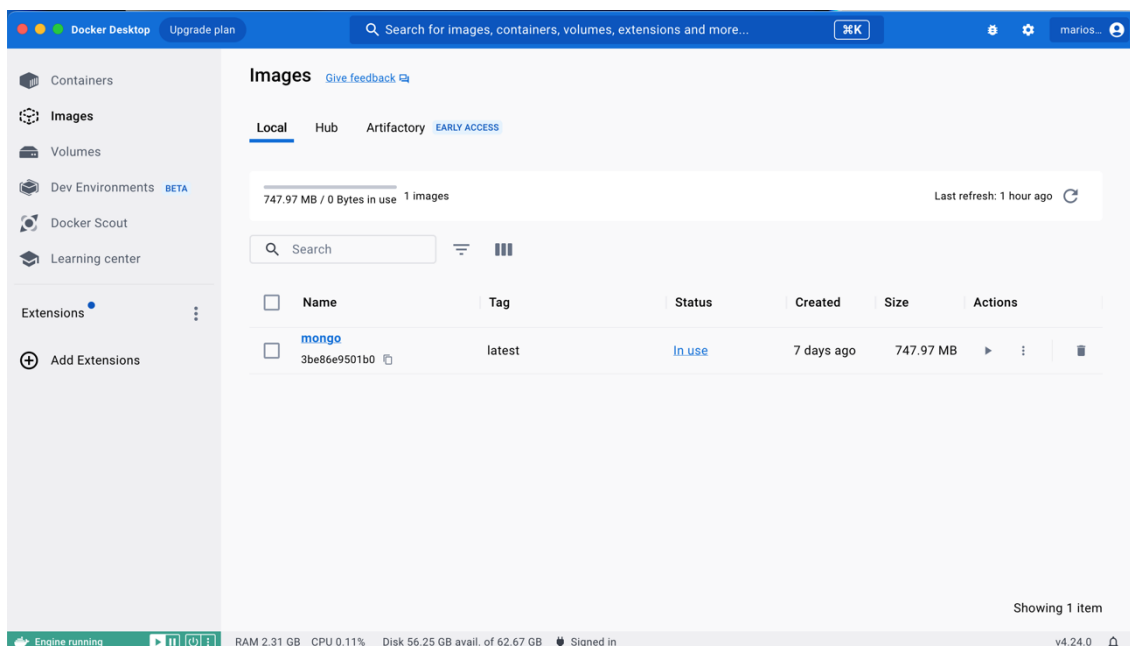 Docker Desktop Upgrade plan Search for images, containers, volumes, extensions and more... ⌘K marios...
Containers
Images
Volumes
Dev Environments BETA
Docker Scout
Learning center
Extensions
Add Extensions
Images Give feedback
Local Hub Artifactory EARLY ACCESS
747.97 MB / 0 Bytes in use 1 images Last refresh: 1 hour ago
Search
Name Tag Status Created Size Actions
mongo
3be86e9501b0 latest In use 7 days ago 747.97 MB
Showing 1 item
Engine running RAM 2.31 GB CPU 0.11% Disk 56.25 GB avail. of 62.67 GB Signed in v4.24.0